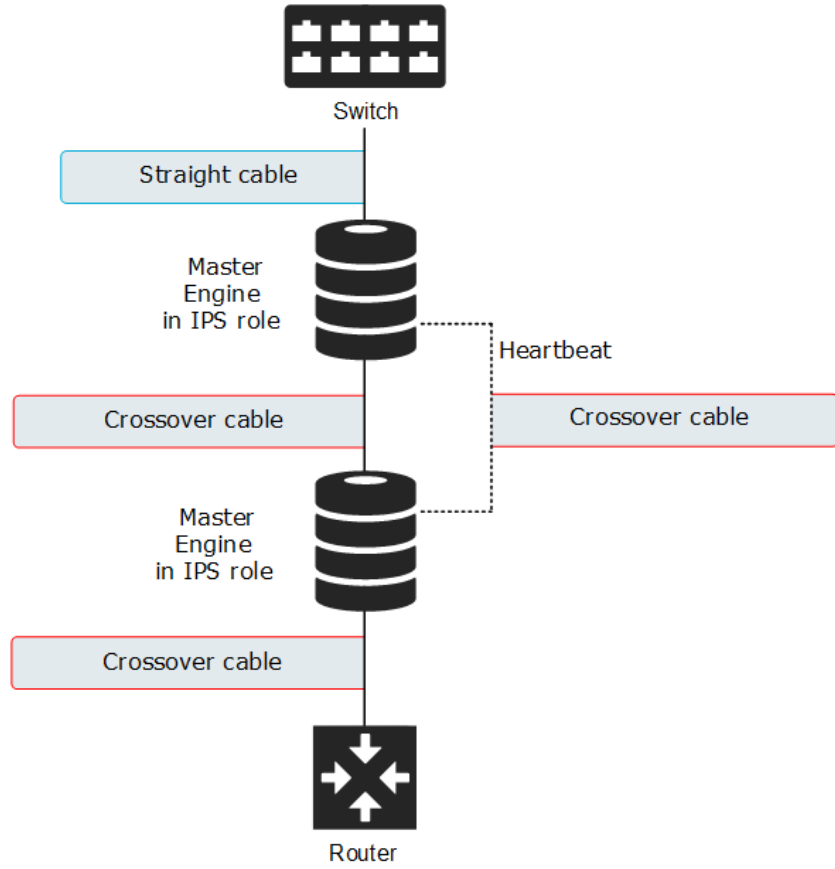 Switch
Straight cable
Master
Engine
in IPS role
Heartbeat
Crossover cable
Crossover cable
Master
Engine
in IPS role
Crossover cable
Router